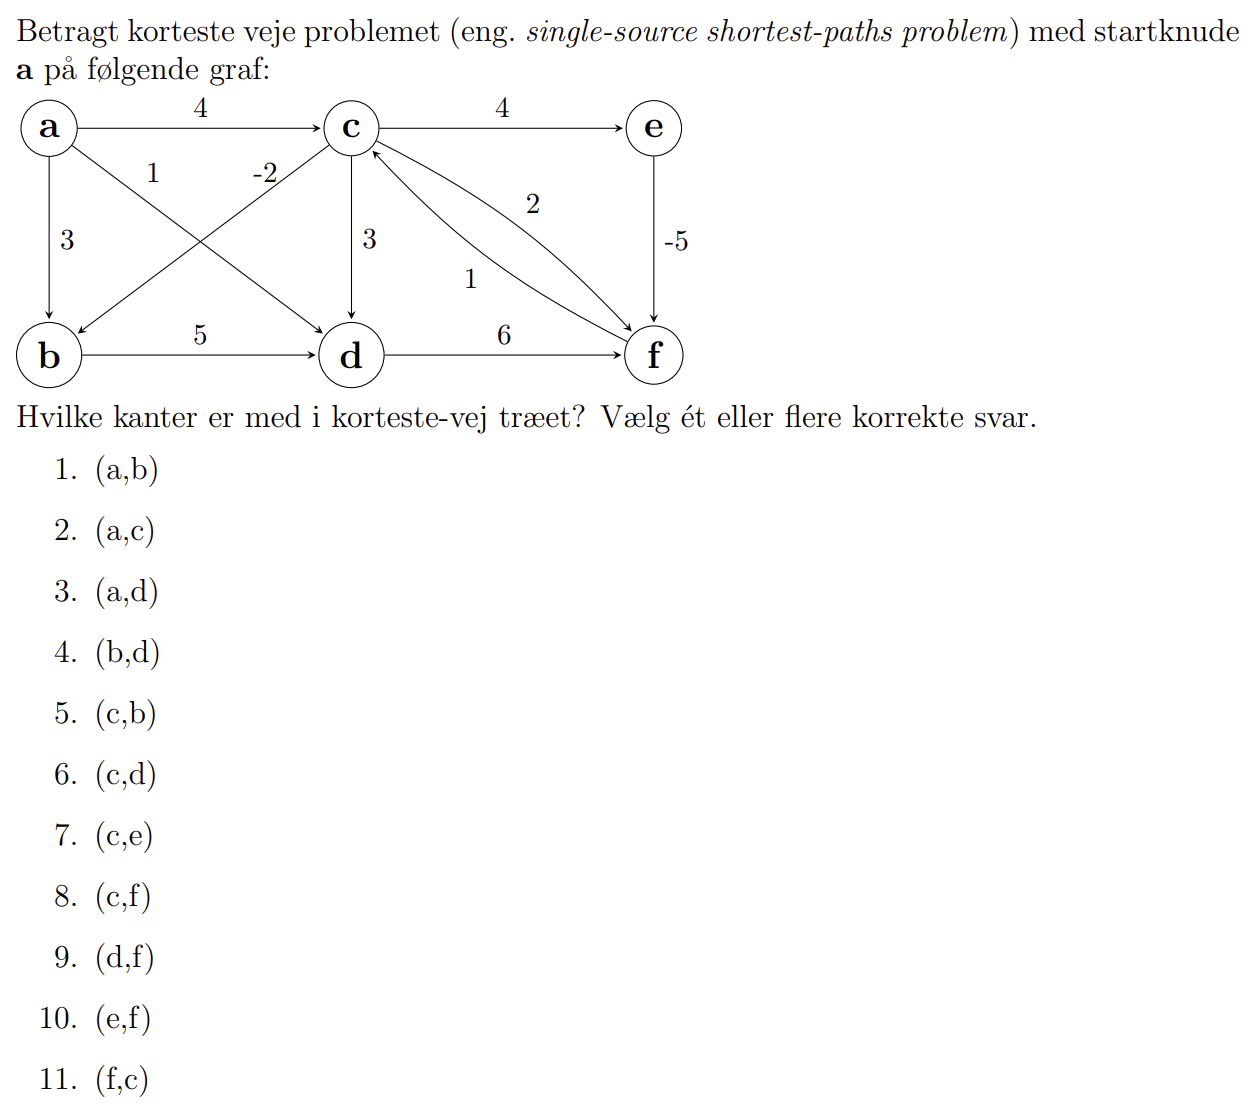 Betragt korteste veje problemet (eng. single-source shortest-paths problem) med startknude
a på følgende graf:
a 4 c 4 e
1 -2
2
3 3 -5
1
5 6
b d f
Hvilke kanter er med i korteste-vej træet? Vælg ét eller flere korrekte svar.
1. (a,b)
2. (a,c)
3. (a,d)
4. (b,d)
5. (c,b)
6. (c,d)
7. (c,e)
8. (c,f)
9. (d,f)
10. (e,f)
11. (f,c)